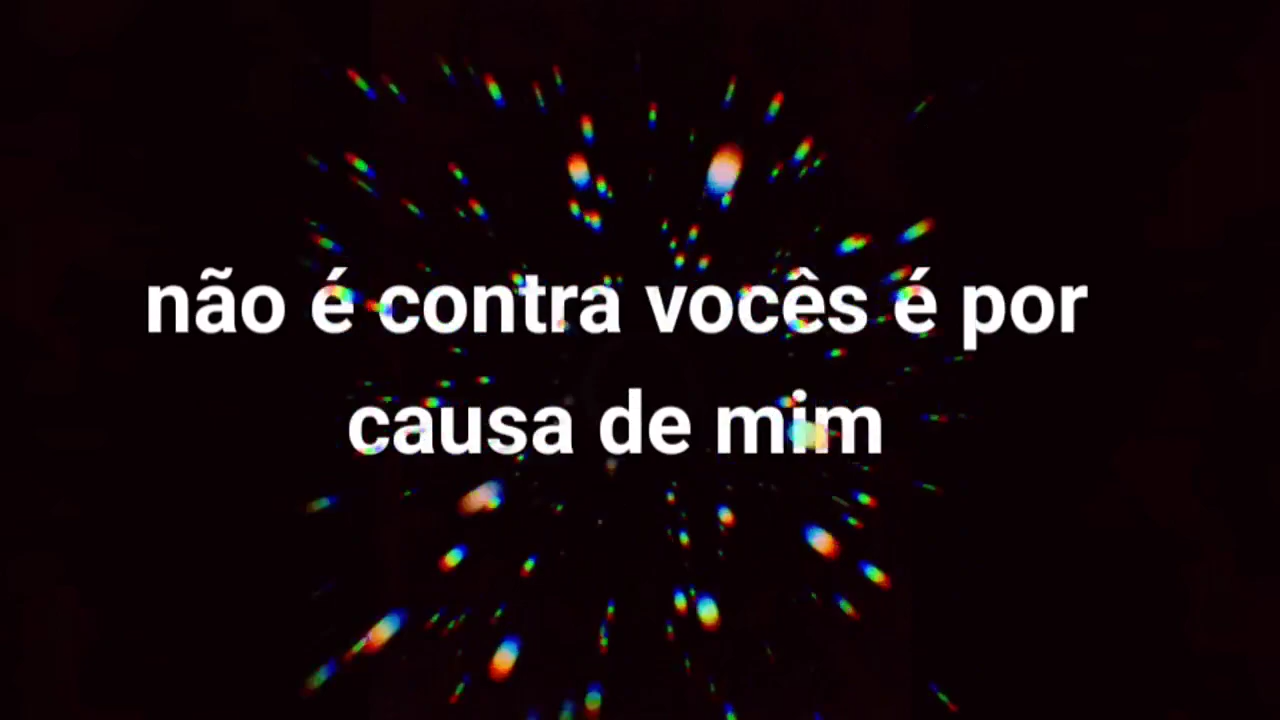 não é contra vocês é por
causa de mim